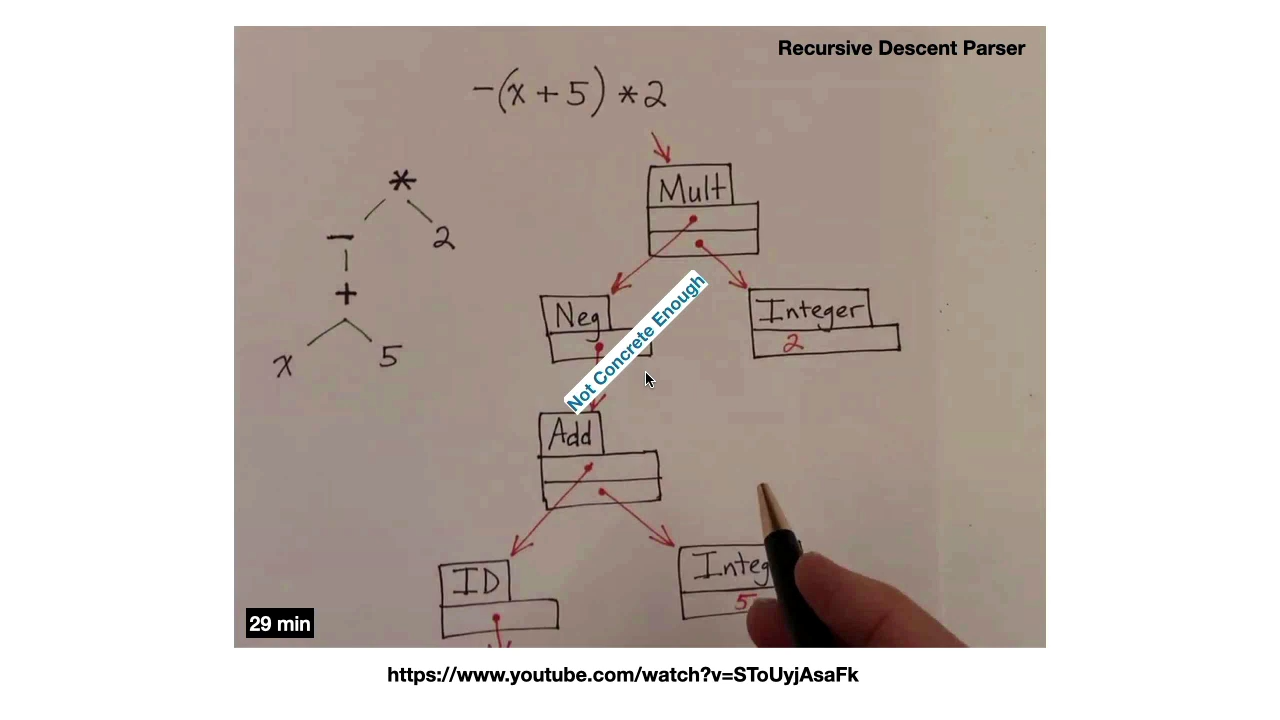 Recursive Descent Parser
-(x+5)*2
*
- 2
+
x 5
Mult
Neg
Integer
2
Not Concrete Enough
Add
ID
Integ
5
29 min
https://www.youtube.com/watch?v=SToUyjAsaFk